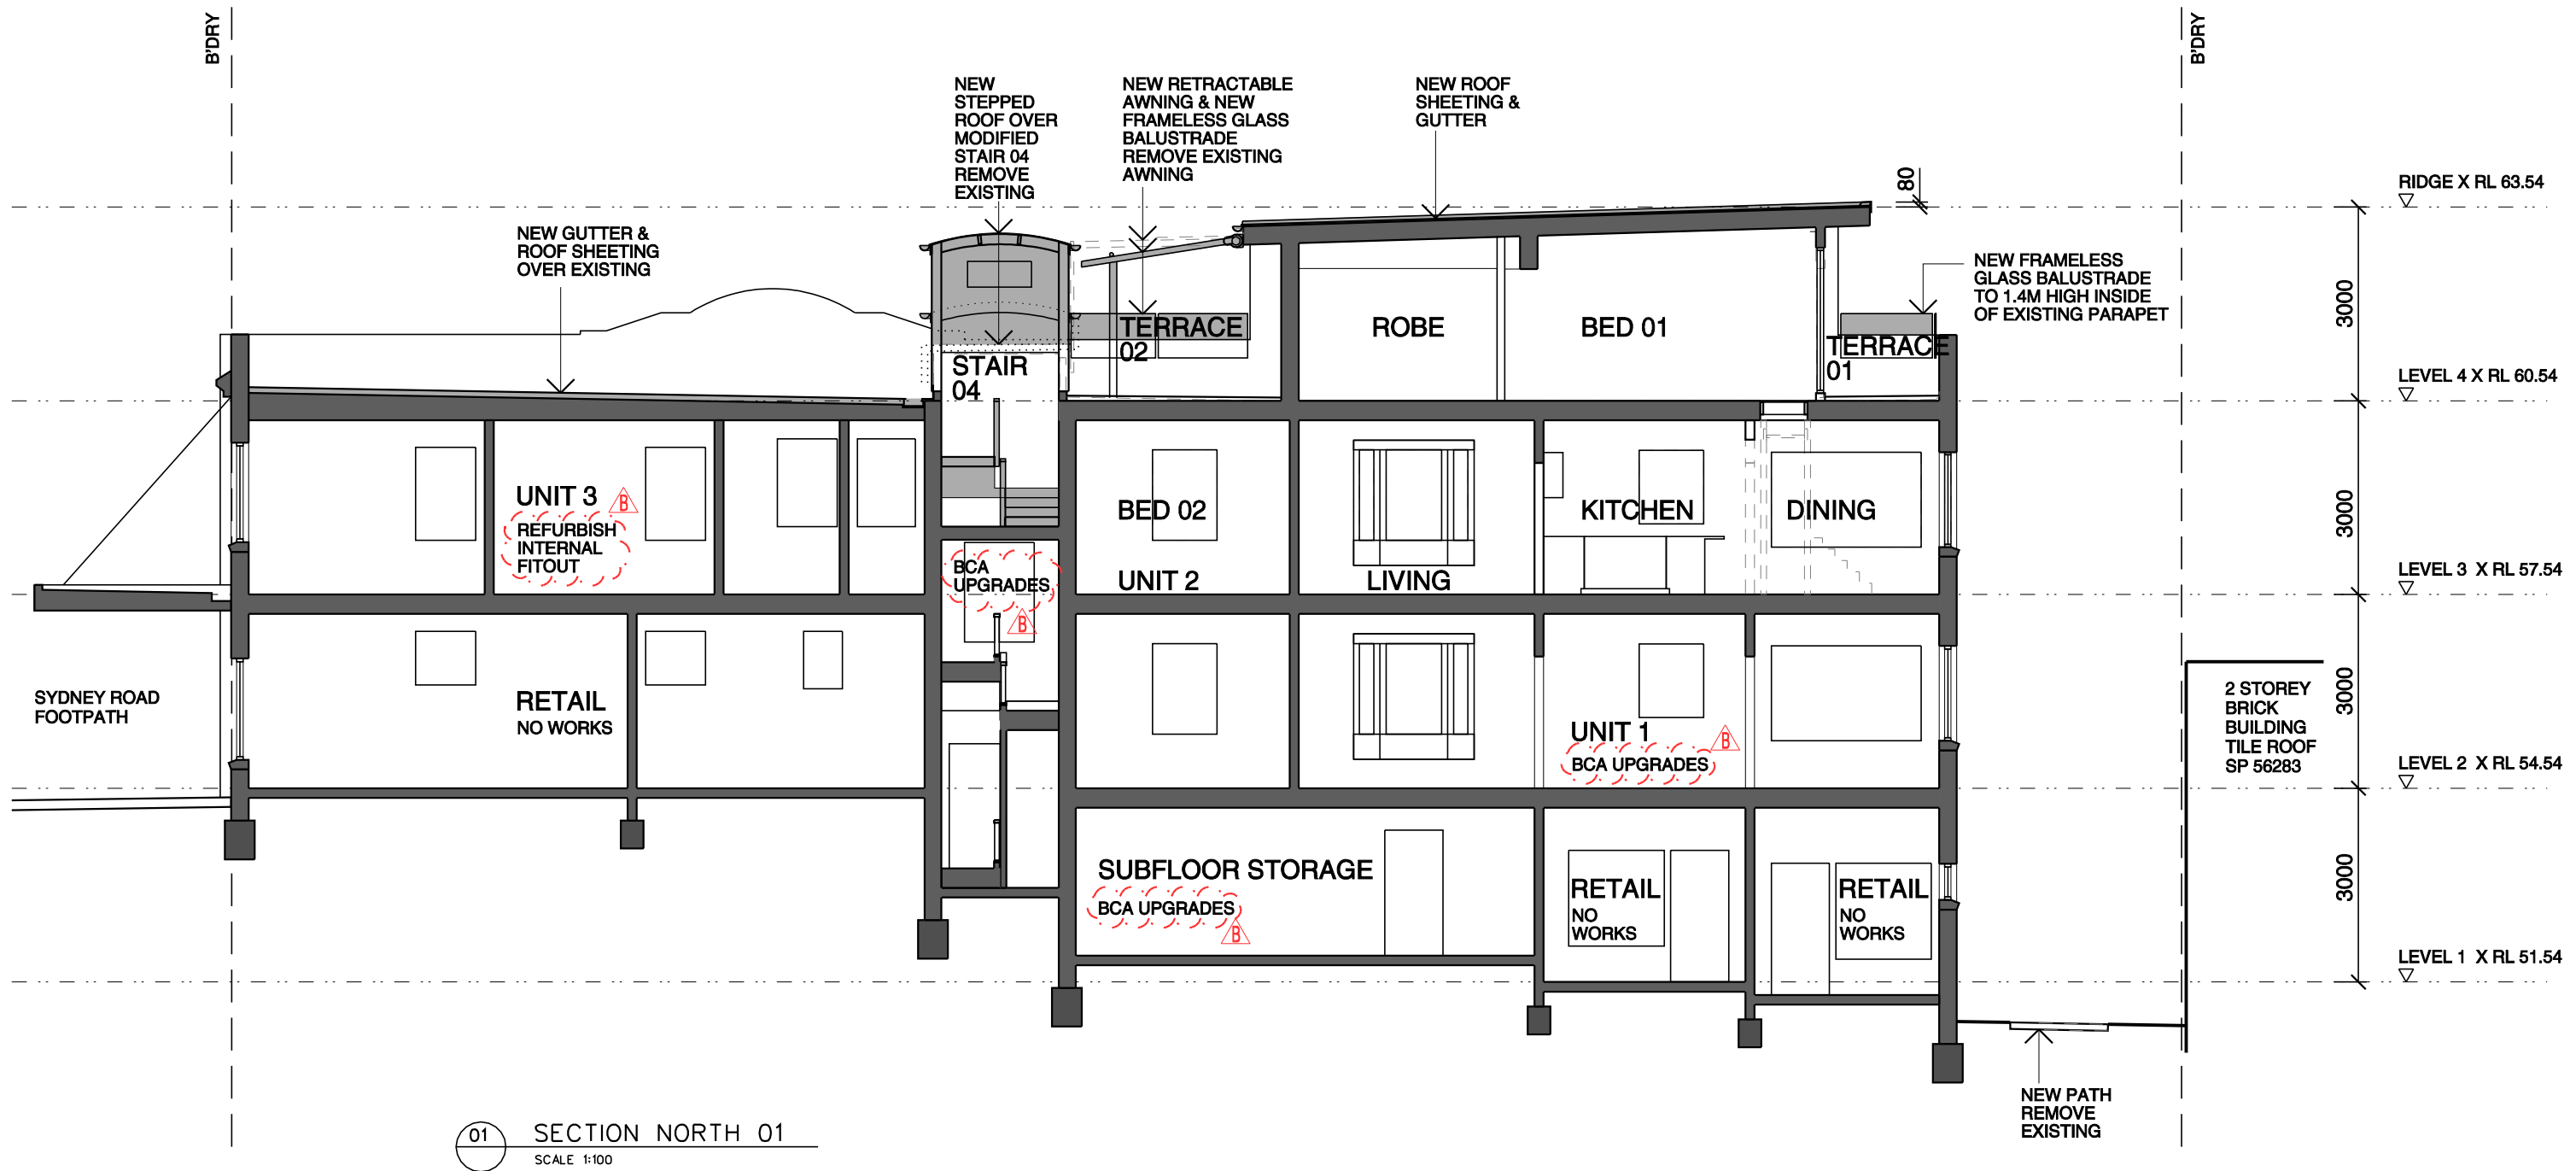 B'DRY
B'DRY
NEW
STEPPED
ROOF OVER
MODIFIED
STAIR 04
REMOVE
EXISTING
NEW RETRACTABLE
AWNING & NEW
FRAMELESS GLASS
BALUSTRADE
REMOVE EXISTING
AWNING
NEW ROOF
SHEETING &
GUTTER
80
RIDGE X RL 63.54
NEW GUTTER &
ROOF SHEETING
OVER EXISTING
NEW FRAMELESS
GLASS BALUSTRADE
TO 1.4M HIGH INSIDE
OF EXISTING PARAPET
3000
TERRACE
02
ROBE
BED 01
TERRACE
01
STAIR
04
LEVEL 4 X RL 60.54
UNIT 3
B
REFURBISH
INTERNAL
FITOUT
BED 02
KITCHEN
DINING
3000
BCA
UPGRADES
B
UNIT 2
LIVING
LEVEL 3 X RL 57.54
SYDNEY ROAD
FOOTPATH
RETAIL
NO WORKS
UNIT 1
B
BCA UPGRADES
3000
2 STOREY
BRICK
BUILDING
TILE ROOF
SP 56283
LEVEL 2 X RL 54.54
SUBFLOOR STORAGE
BCA UPGRADES
B
RETAIL
NO
WORKS
RETAIL
NO
WORKS
3000
LEVEL 1 X RL 51.54
NEW PATH
REMOVE
EXISTING
01
SECTION NORTH 01
SCALE 1:100